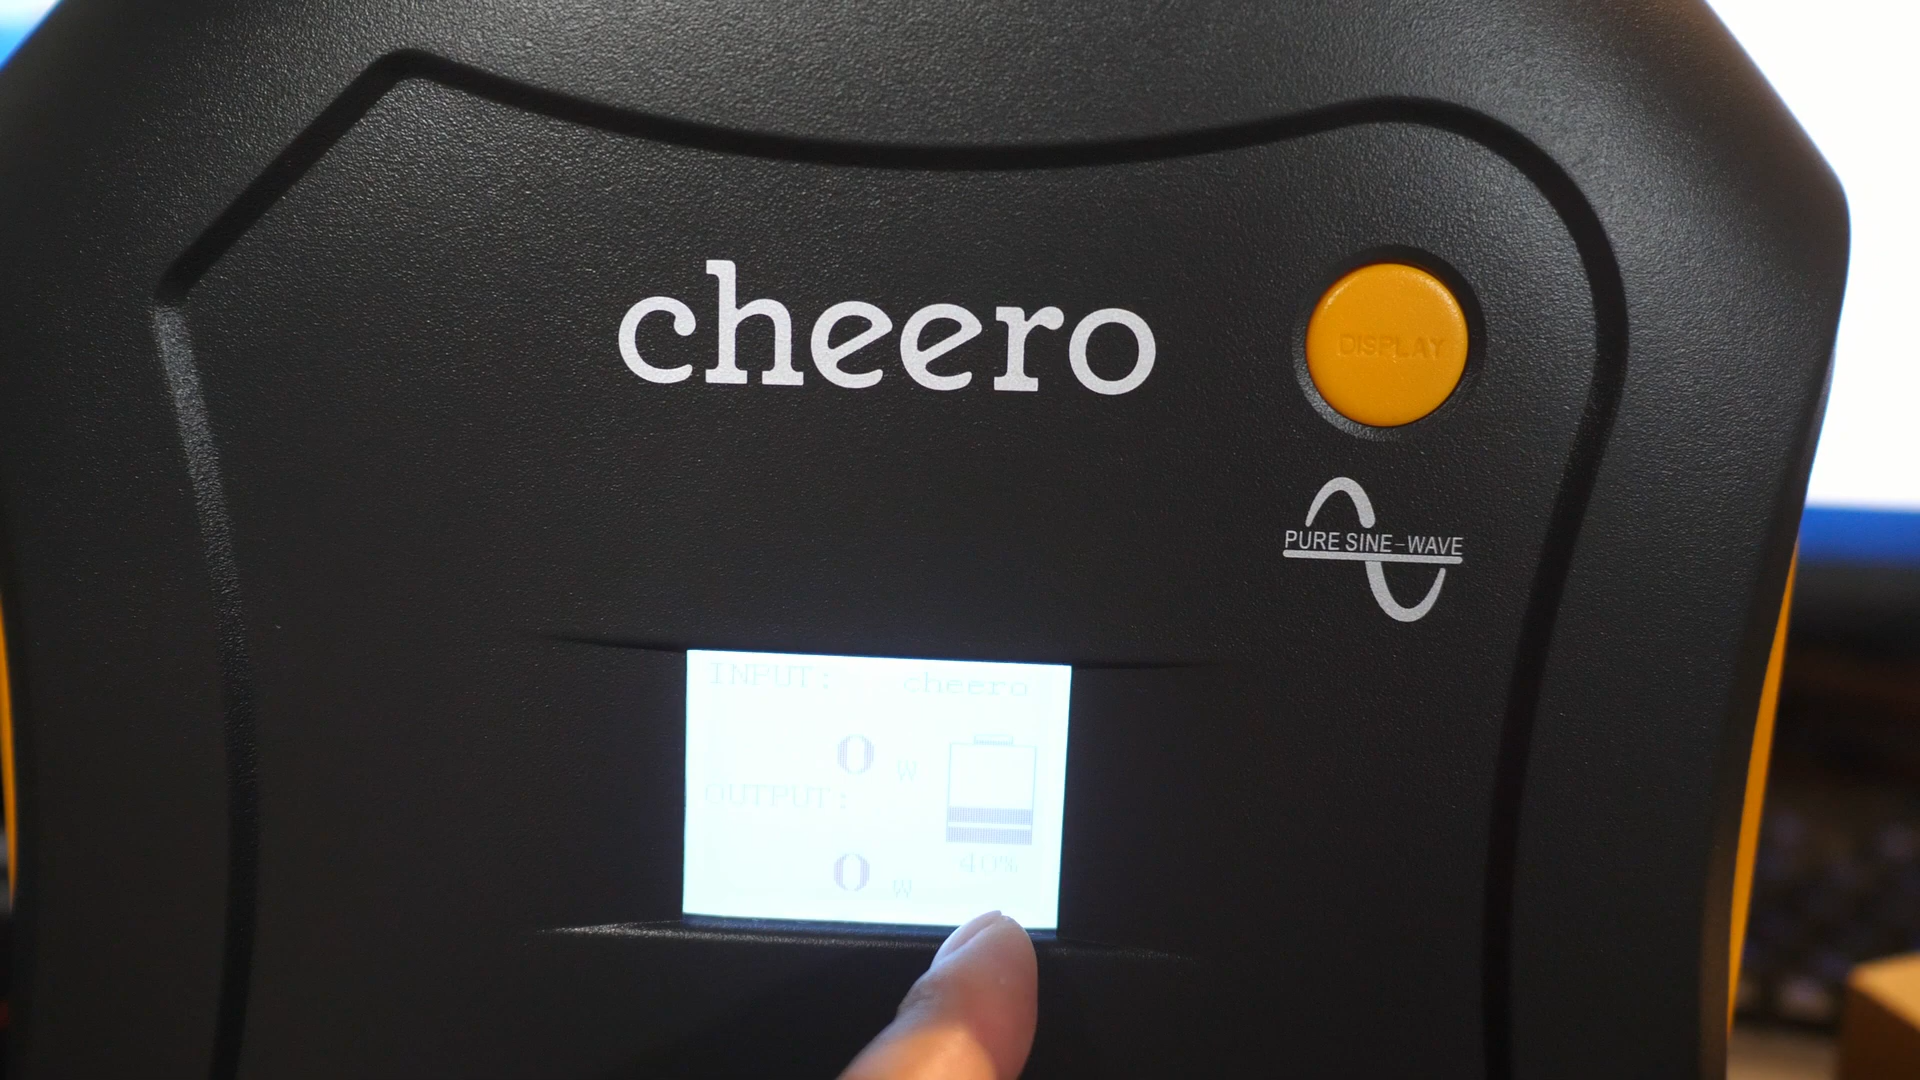 cheero
DISPLAY
PURE SINE-WAVE
INPUT: cheero
0 W
OUTPUT:
40%
0 W